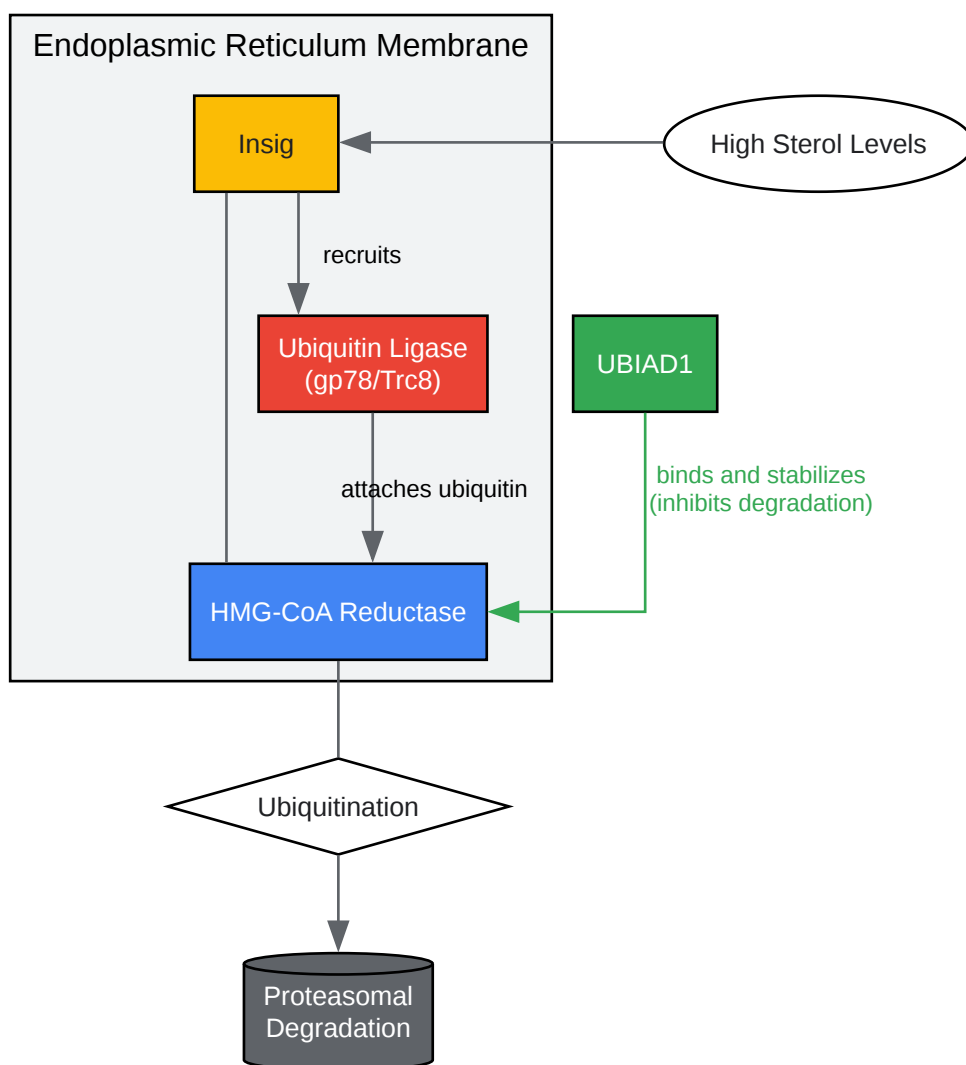 Endoplasmic Reticulum Membrane
Insig
High Sterol Levels
recruits
Ubiquitin Ligase
(gp78/Trc8)
UBIAD1
attaches ubiquitin
binds and stabilizes
(inhibits degradation)
HMG-CoA Reductase
Ubiquitination
Proteasomal
Degradation